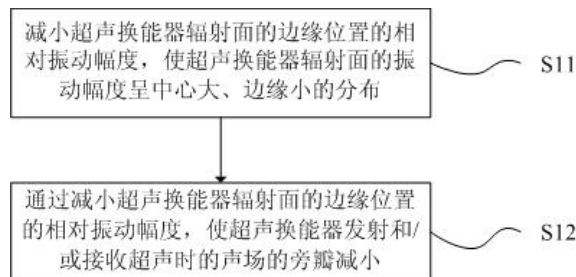 减小超声换能器辐射面的边缘位置的相
对振动幅度，使超声换能器辐射面的振
动幅度呈中心大、边缘小的分布
S11
通过减小超声换能器辐射面的边缘位置
的相对振动幅度，使超声换能器发射和/
或接收超声时的声场的旁瓣减小
S12